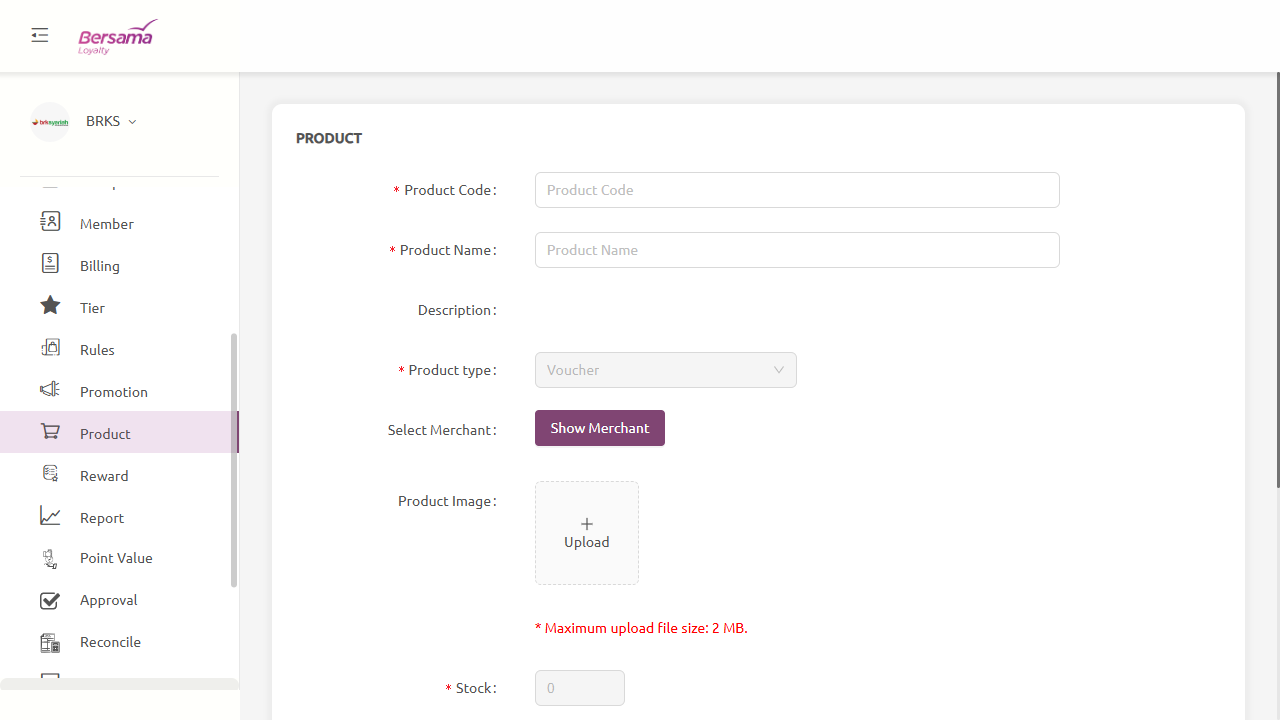 Bersama
Loyalty
brksyariah
BRKS
Member
Billing
Tier
Rules
Promotion
Product
Reward
Report
Point Value
Approval
Reconcile
PRODUCT
* Product Code:
Product Code
* Product Name:
Product Name
Description:
* Product type:
Voucher
Select Merchant:
Show Merchant
Product Image:
Upload
* Maximum upload file size: 2 MB.
* Stock:
0